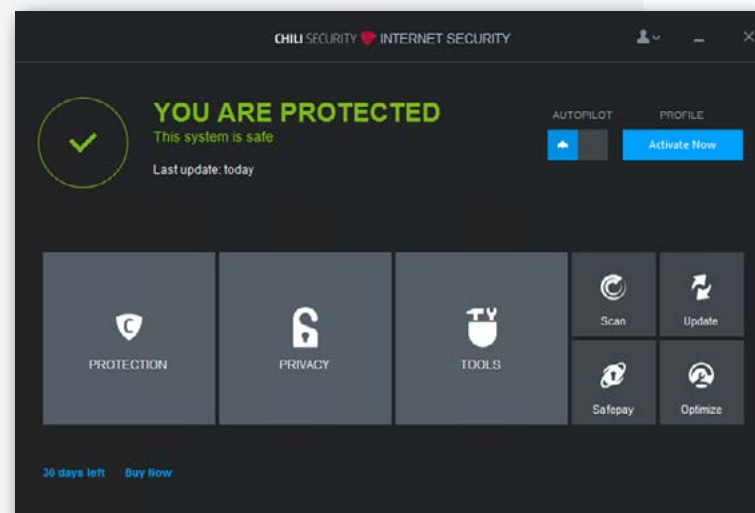 CHILI SECURITY INTERNET SECURITY
YOU ARE PROTECTED
This system is safe
Last update: today
AUTOPILOT
PROFILE
Activate Now
PROTECTION
PRIVACY
TOOLS
Scan
Update
Safepay
Optimize
30 days left
Buy Now